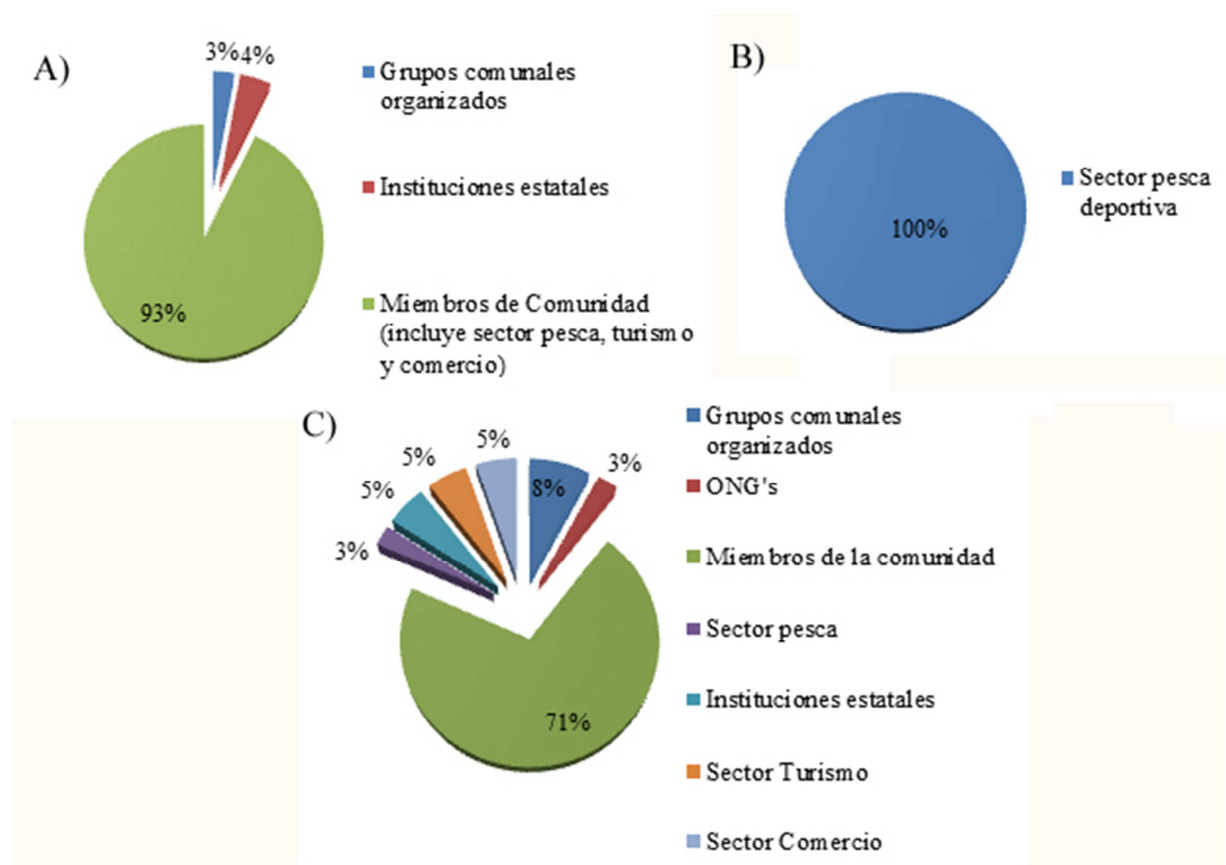 A)
3%
4%
93%
Grupos comunales
organizados
Instituciones estatales
Miembros de Comunidad
(incluye sector pesca, turismo
y comercio)
B)
100%
Sector pesca
deportiva
C)
3%
5%
5%
5%
8%
3%
71%
Grupos comunales
organizados
ONG's
Miembros de la comunidad
Sector pesca
Instituciones estatales
Sector Turismo
Sector Comercio